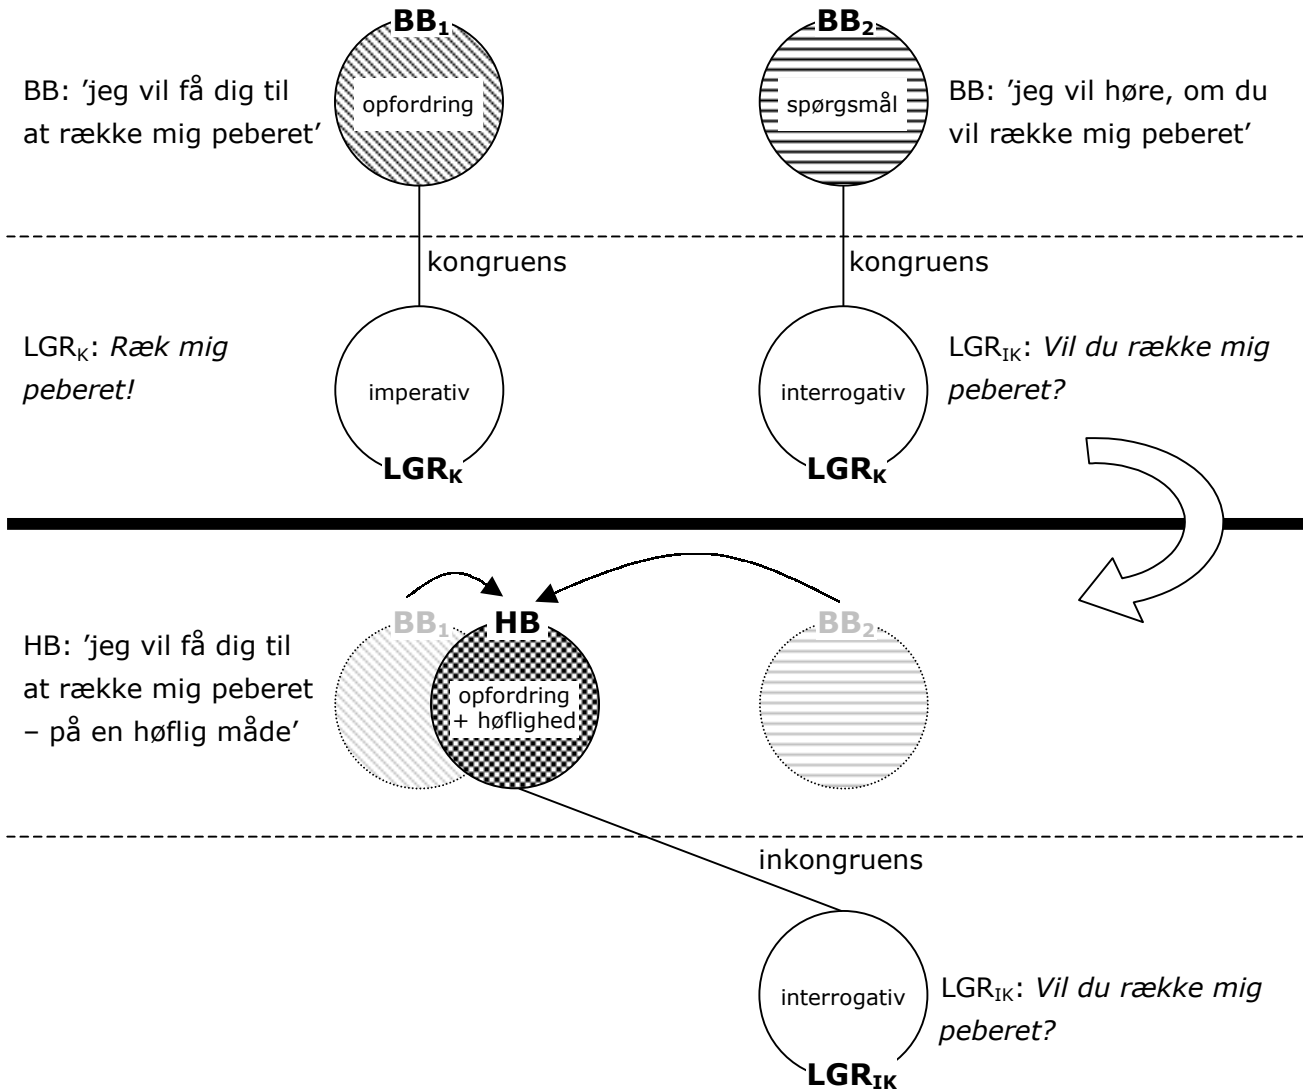 BB₁
BB₂
BB: ’jeg vil få dig til
at række mig peberet’
opfordring
spørgsmål
BB: ’jeg vil høre, om du
vil række mig peberet’
kongruens
kongruens
LGR_K: Ræk mig
peberet!
imperativ
interrogativ
LGR_IK: Vil du række mig
peberet?
LGR_K
LGR_K
BB₁
HB
BB₂
HB: ’jeg vil få dig til
at række mig peberet
– på en høflig måde’
opfordring
+ høflighed
inkongruens
interrogativ
LGR_IK: Vil du række mig
peberet?
LGR_IK